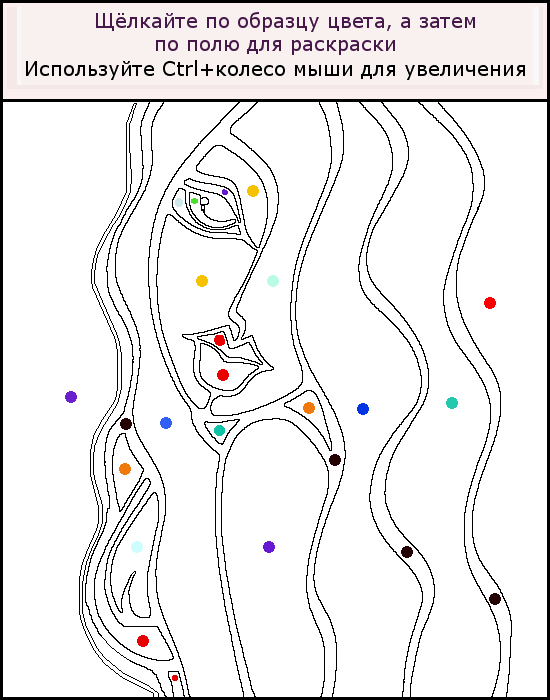 Щёлкайте по образцу цвета, а затем
по полю для раскраски
Используйте Ctrl+колесо мыши для увеличения